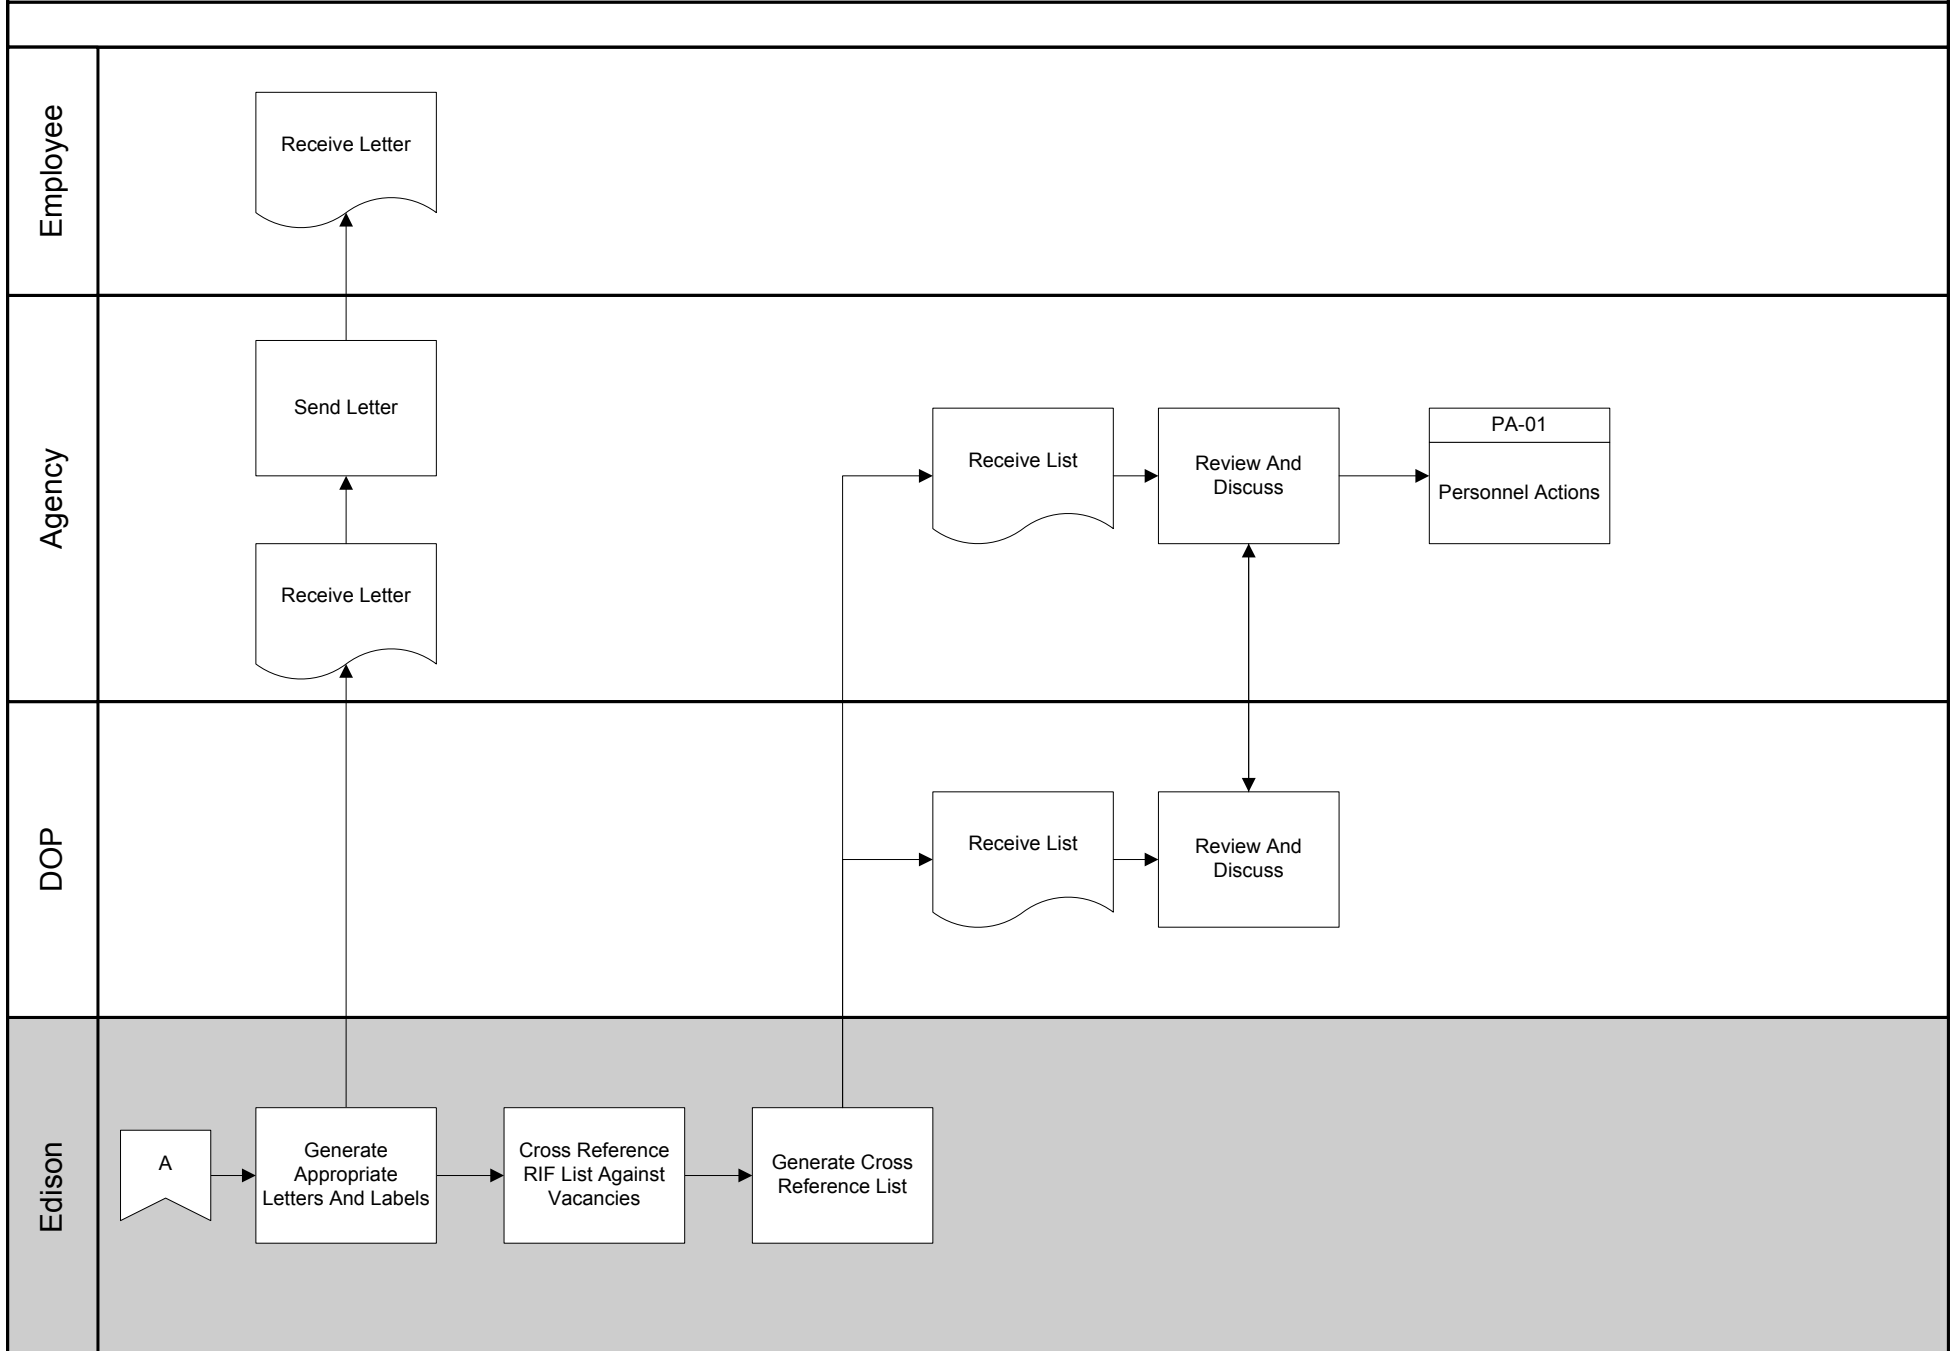 Employee
Receive Letter
Agency
Send Letter
Receive Letter
Receive List
Review And
Discuss
PA-01
Personnel Actions
DOP
Receive List
Review And
Discuss
Edison
A
Generate
Appropriate
Letters And Labels
Cross Reference
RIF List Against
Vacancies
Generate Cross
Reference List